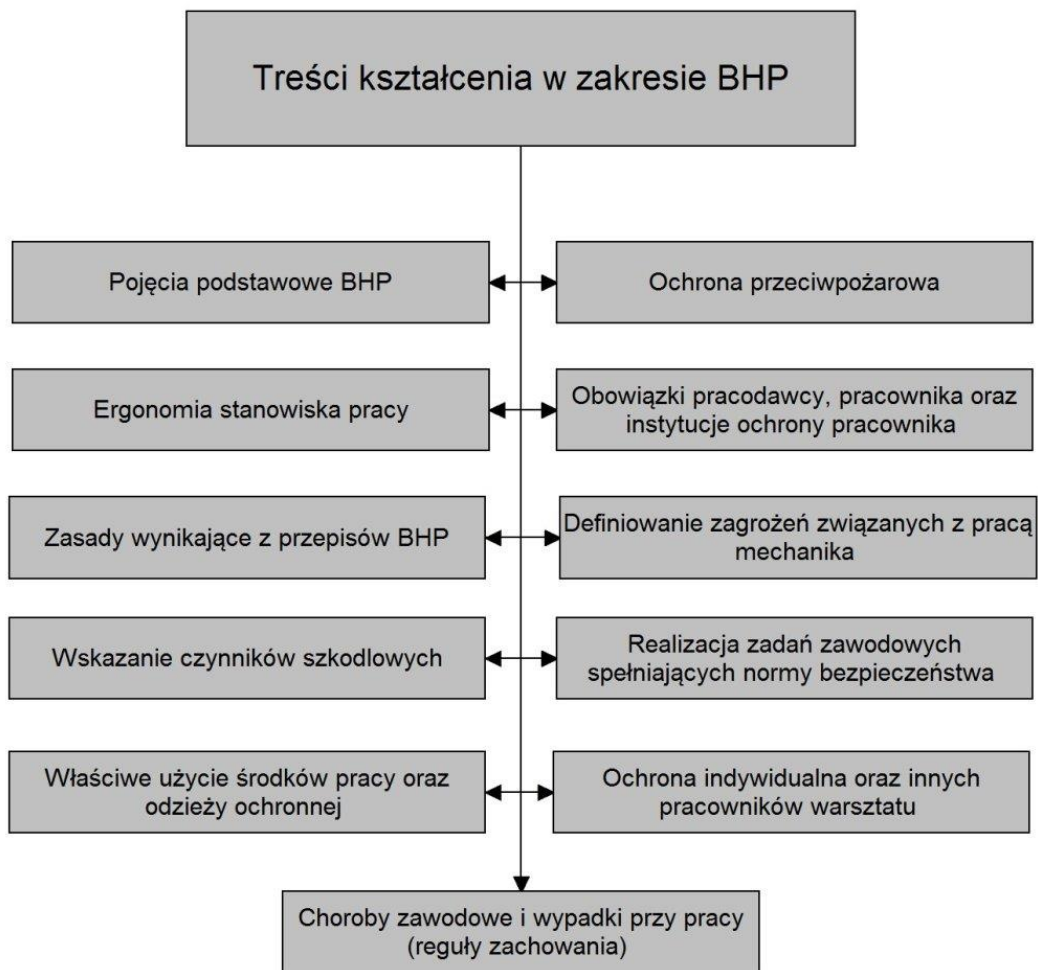 Treści kształcenia w zakresie BHP
Pojęcia podstawowe BHP
Ochrona przeciwpożarowa
Ergonomia stanowiska pracy
Obowiązki pracodawcy, pracownika oraz
instytucje ochrony pracownika
Zasady wynikające z przepisów BHP
Definiowanie zagrożeń związanych z pracą
mechanika
Wskazanie czynników szkodlowych
Realizacja zadań zawodowych
spełniających normy bezpieczeństwa
Właściwe użycie środków pracy oraz
odzieży ochronnej
Ochrona indywidualna oraz innych
pracowników warsztatu
Choroby zawodowe i wypadki przy pracy
(reguły zachowania)